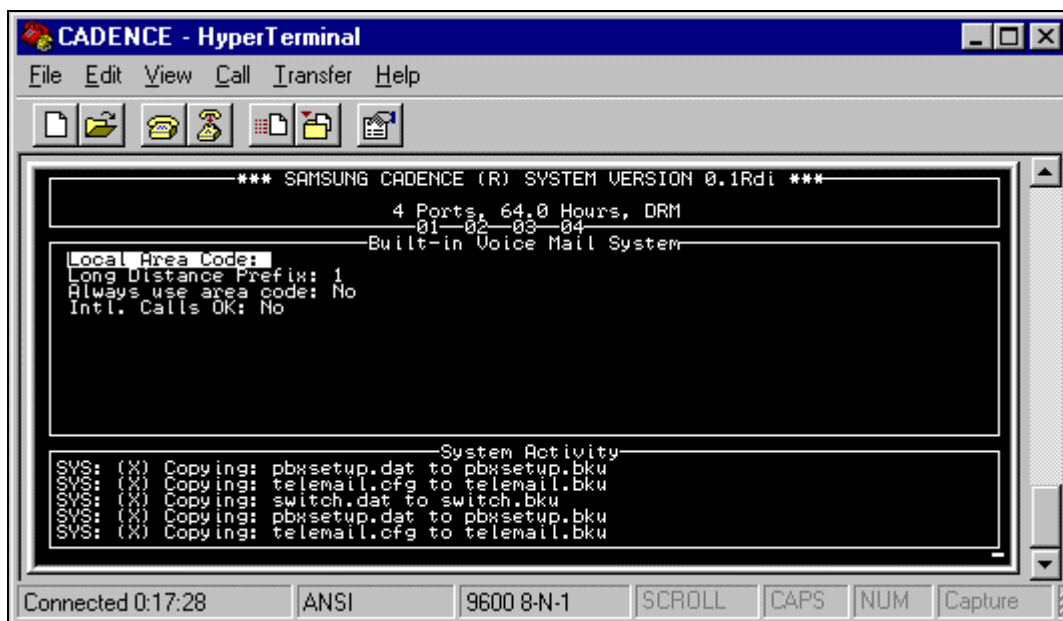 CADENCE - HyperTerminal
File Edit View Call Transfer Help
*** SAMSUNG CADENCE (R) SYSTEM VERSION 0.1Rdi ***
4 Ports, 64.0 Hours, DRM
01 02 03 04
Built-in Voice Mail System
Local Area Code:
Long Distance Prefix: 1
Always use area code: No
Intl. Calls OK: No
System Activity
SYS: (X) Copying: pbxsetup.dat to pbxsetup.bku
SYS: (X) Copying: telemail.cfg to telemail.bku
SYS: (X) Copying: switch.dat to switch.bku
SYS: (X) Copying: pbxsetup.dat to pbxsetup.bku
SYS: (X) Copying: telemail.cfg to telemail.bku
Connected 0:17:28 ANSI 9600 8-N-1 SCROLL CAPS NUM Capture